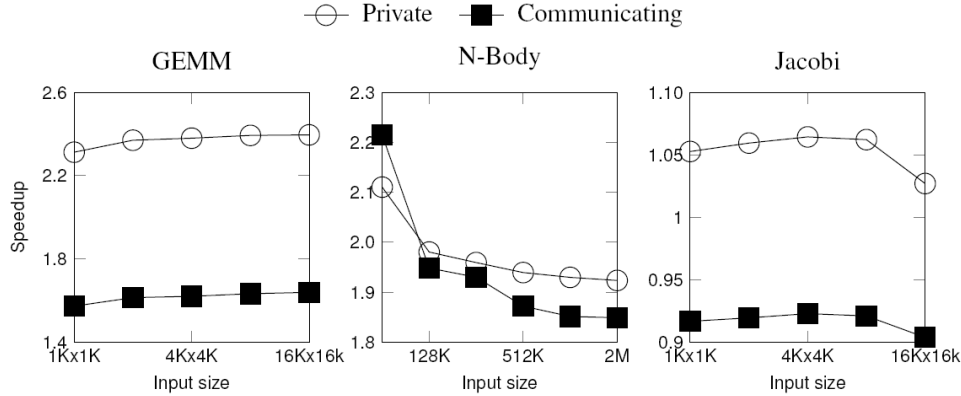 Private Communicating
GEMM
N-Body
Jacobi
Speedup
2.6
2.2
1.8
1.4
1Kx1K 4Kx4K 16Kx16k
Input size
2.3
2.2
2.1
2.0
1.9
1.8
128K 512K 2M
Input size
1.10
1.05
1
0.95
0.9
1Kx1K 4Kx4K 16Kx16k
Input size